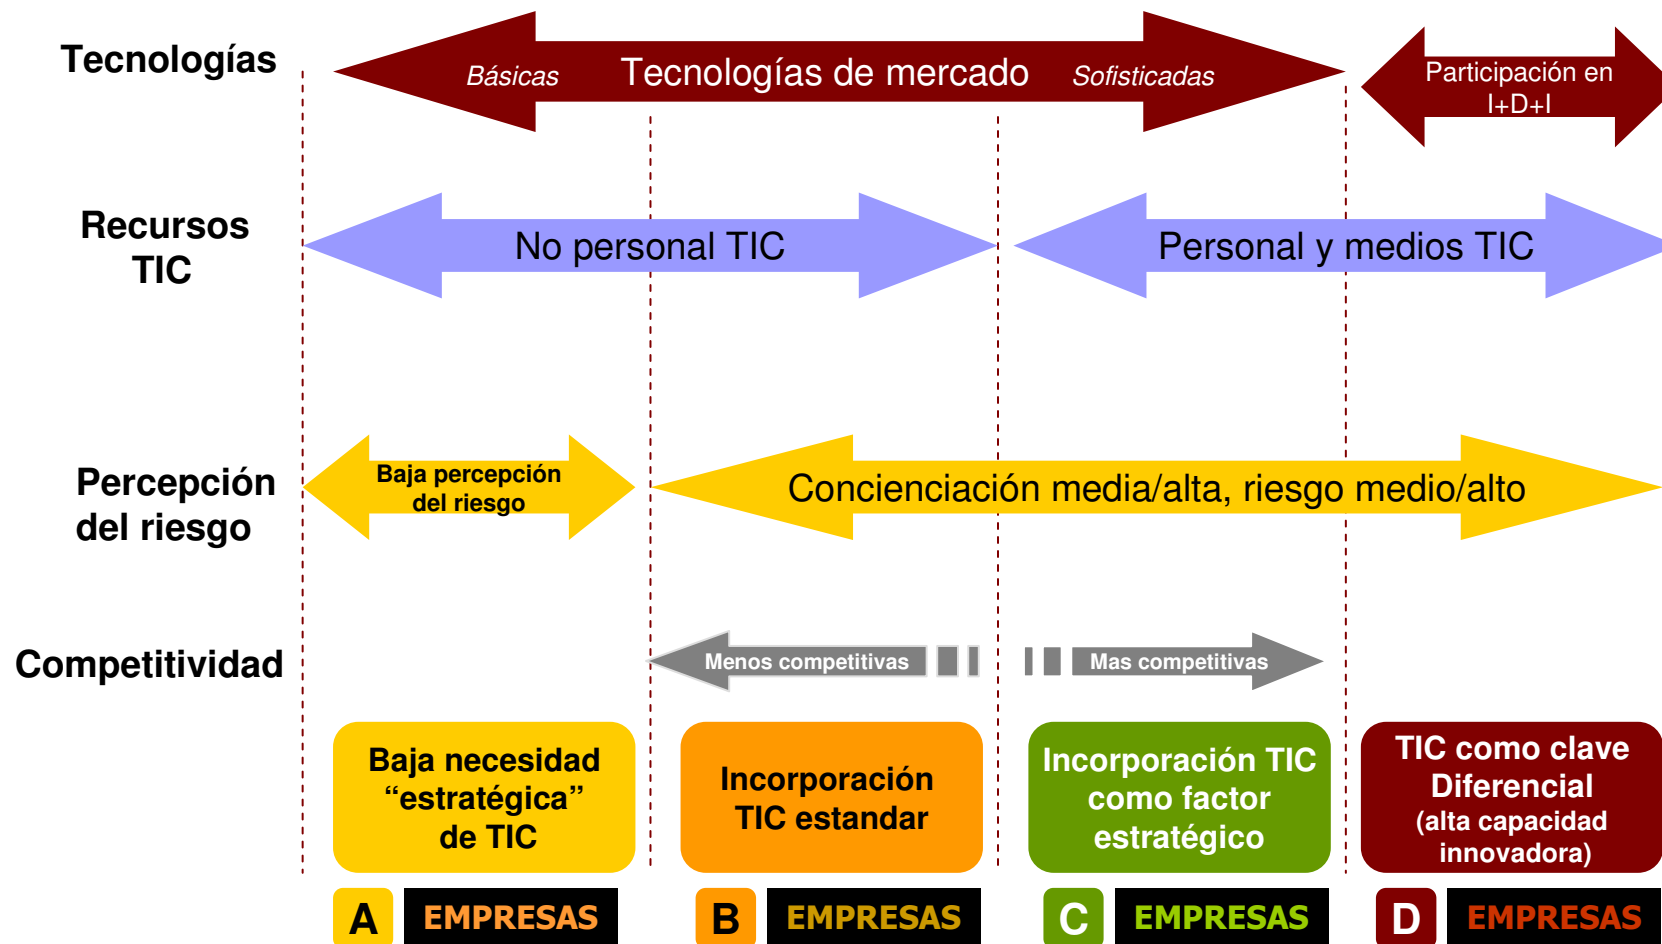 Tecnologías
Básicas Tecnologías de mercado Sofisticadas
Participación en
I+D+I
Recursos
TIC
No personal TIC
Personal y medios TIC
Percepción
del riesgo
Baja percepción
del riesgo
Concienciación media/alta, riesgo medio/alto
Competitividad
Menos competitivas
Mas competitivas
Baja necesidad
“estratégica”
de TIC
Incorporación
TIC estandar
Incorporación TIC
como factor
estratégico
TIC como clave
Diferencial
(alta capacidad
innovadora)
A EMPRESAS
B EMPRESAS
C EMPRESAS
D EMPRESAS